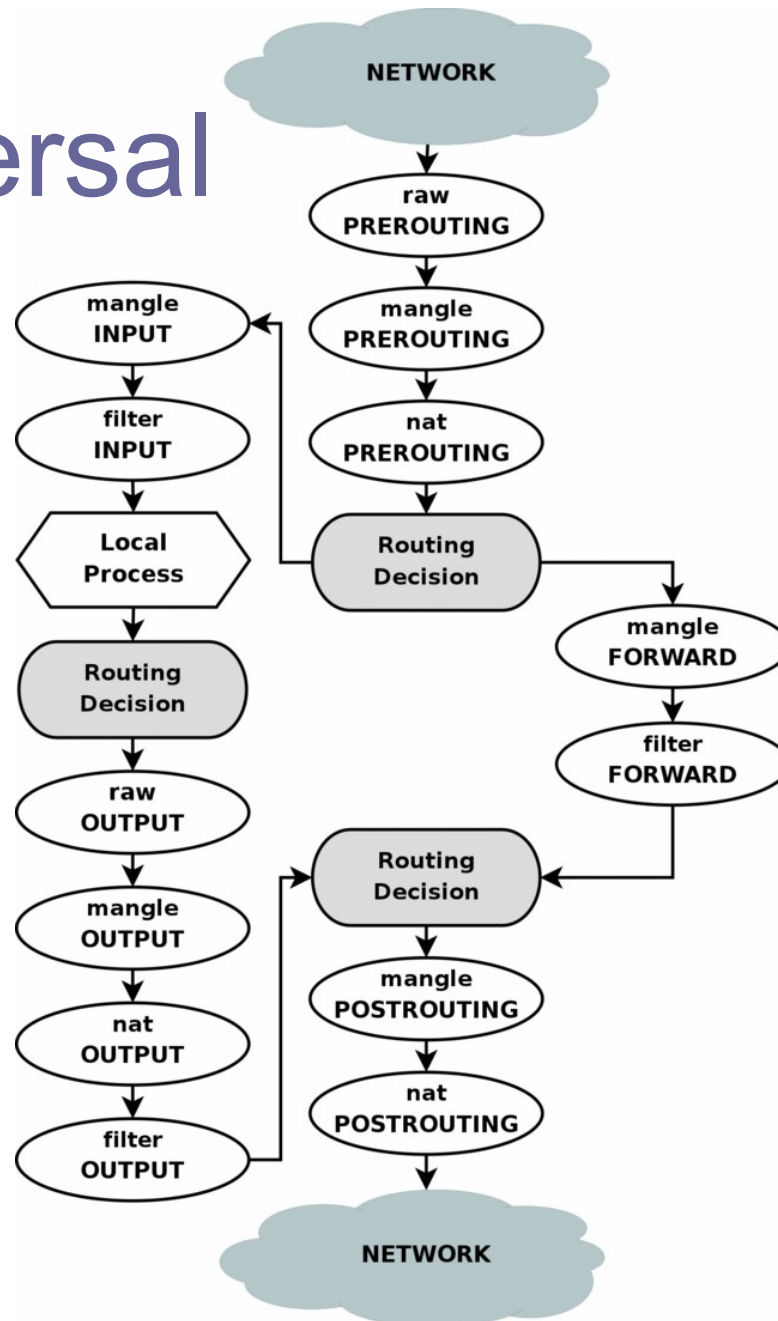 ersal
NETWORK
raw
PREROUTING
mangle
PREROUTING
nat
PREROUTING
Routing
Decision
mangle
INPUT
filter
INPUT
Local
Process
Routing
Decision
raw
OUTPUT
mangle
OUTPUT
nat
OUTPUT
filter
OUTPUT
mangle
FORWARD
filter
FORWARD
Routing
Decision
mangle
POSTROUTING
nat
POSTROUTING
NETWORK